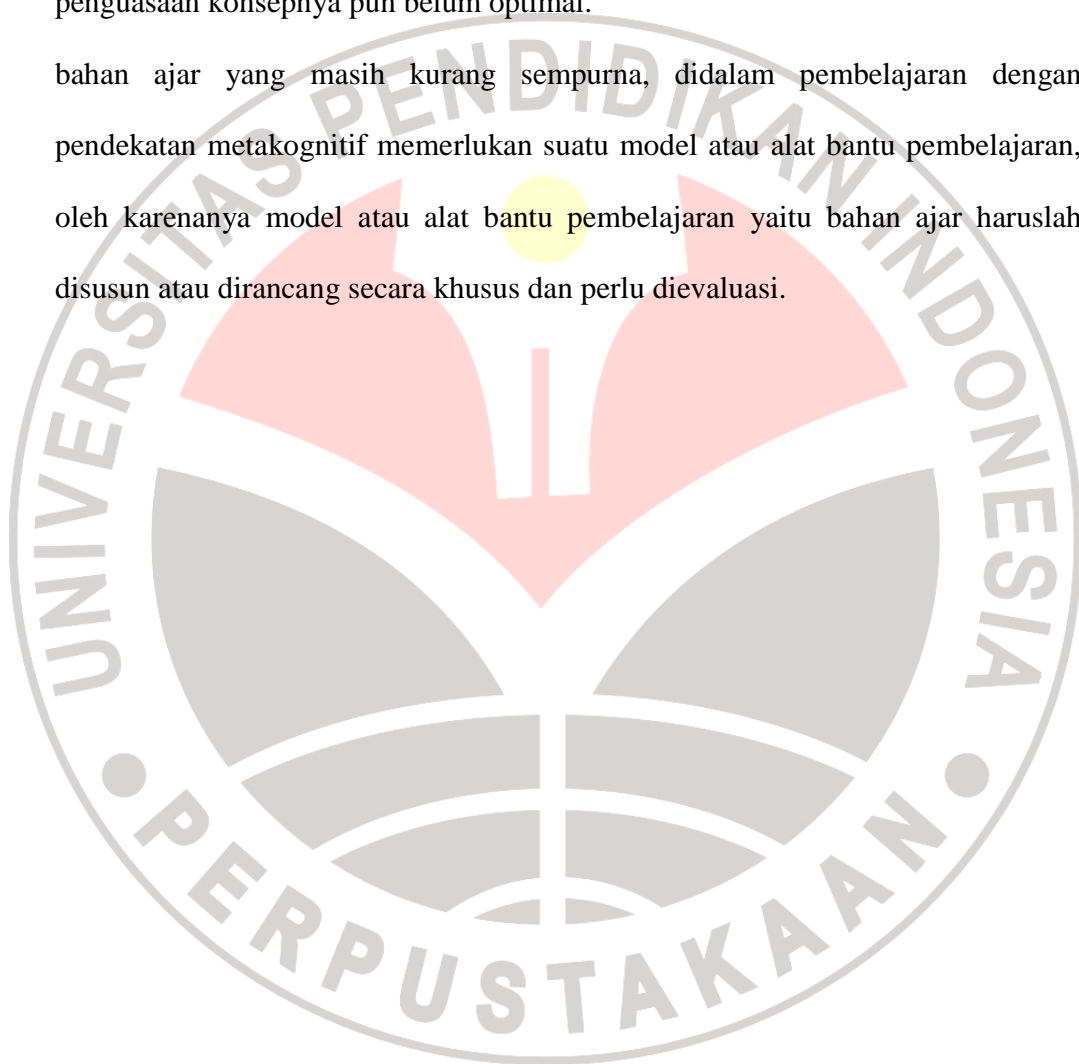 penguasaan konsepnya pun belum optimal.
bahan ajar yang masih kurang sempurna, didalam pembelajaran dengan
pendekatan metakognitif memerlukan suatu model atau alat bantu pembelajaran,
oleh karenanya model atau alat bantu pembelajaran yaitu bahan ajar haruslah
disusun atau dirancang secara khusus dan perlu dievaluasi.
UNIVERSITAS PENDIDIKAN INDONESIA
PERPUSTAKAAN